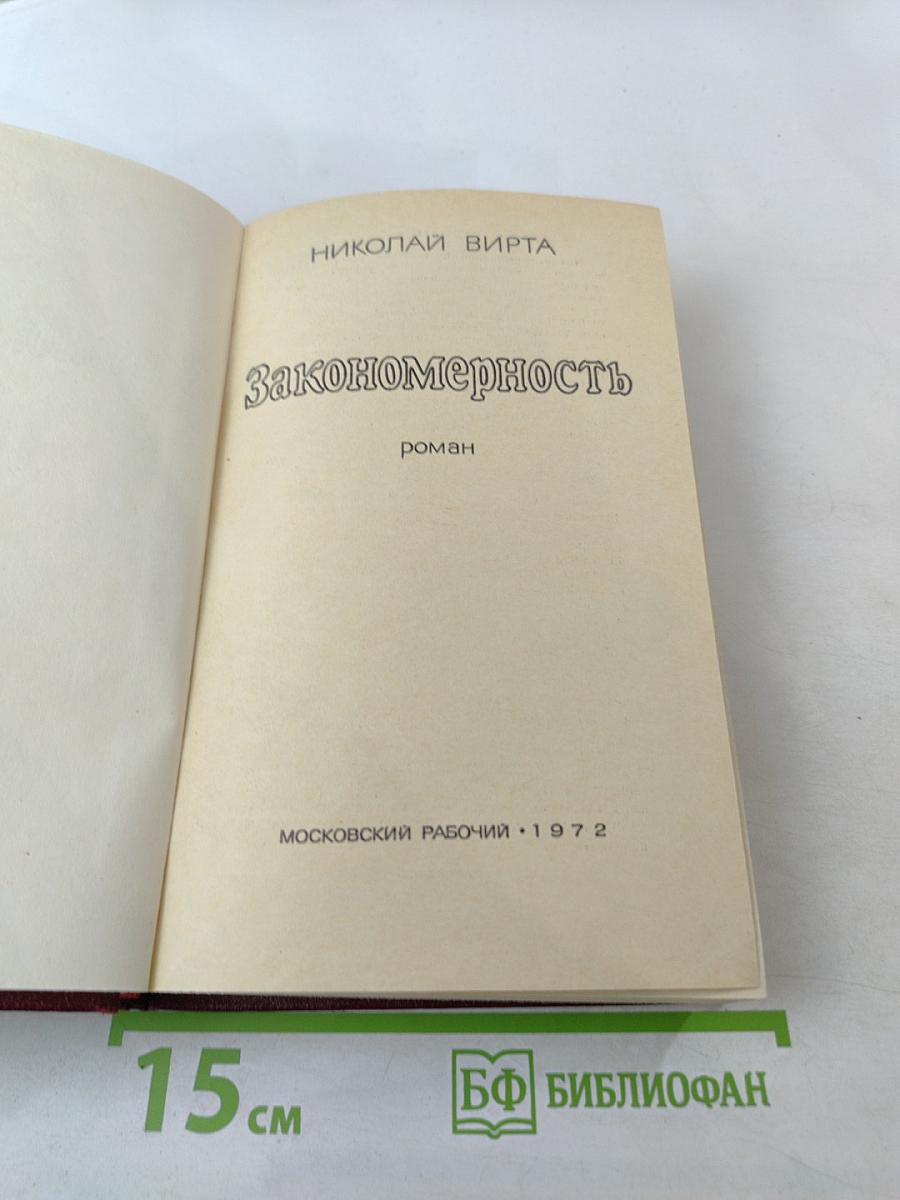 НИКОЛАЙ ВИРТА
Закономерность
роман
МОСКОВСКИЙ РАБОЧИЙ • 1972
15 см
БФ БИБЛИОФАН